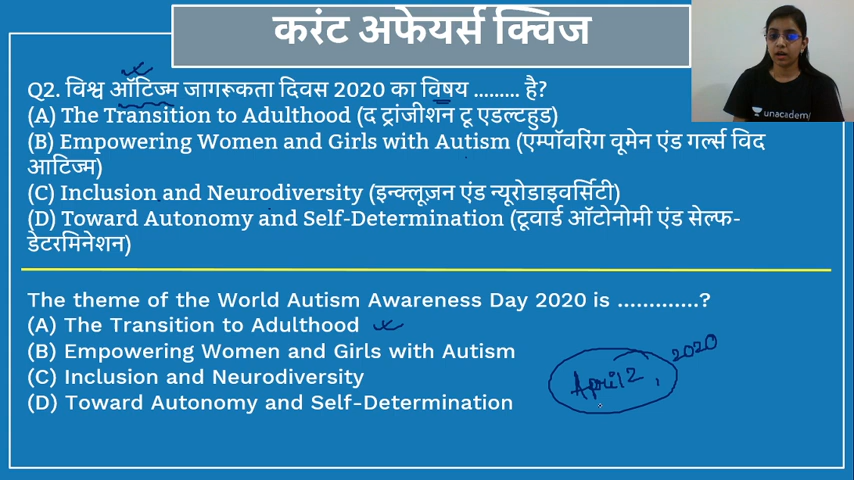 करंट अफेयर्स क्विज
Q2. विश्व ऑटिज्म जागरूकता दिवस 2020 का विषय ......... है?
(A) The Transition to Adulthood (द ट्रांजीशन टू एडल्टहुड)
(B) Empowering Women and Girls with Autism (एम्पॉवरिंग वूमेन एंड गर्ल्स विद
आटिज्म)
(C) Inclusion and Neurodiversity (इन्क्लूज़न एंड न्यूरोडाइवर्सिटी)
(D) Toward Autonomy and Self-Determination (टूवार्ड ऑटोनोमी एंड सेल्फ-
डेटरमिनेशन)
The theme of the World Autism Awareness Day 2020 is .............?
(A) The Transition to Adulthood
(B) Empowering Women and Girls with Autism
(C) Inclusion and Neurodiversity
(D) Toward Autonomy and Self-Determination
April 2, 2020
unacademy